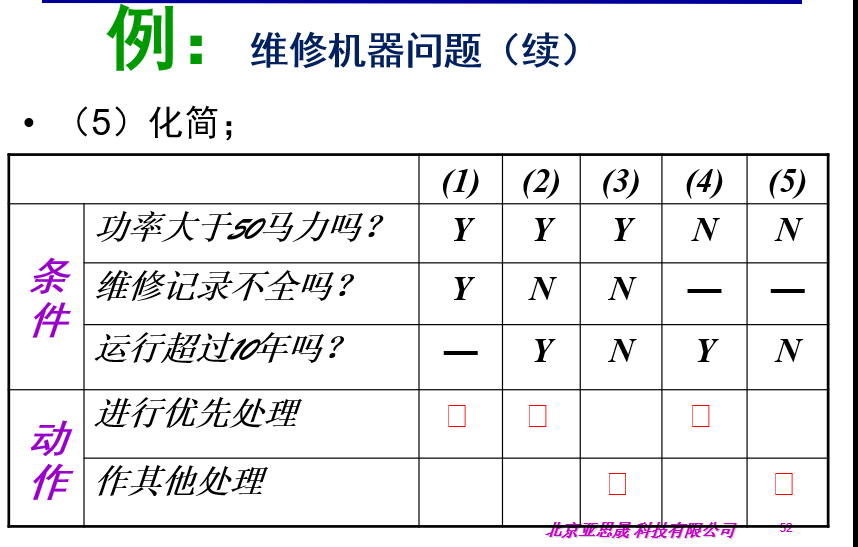 例： 维修机器问题（续）
• （5）化简；
(1) (2) (3) (4) (5)
条件
功率大于50马力吗？ Y Y Y N N
维修记录不全吗？ Y N N — —
运行超过10年吗？ — Y N Y N
动作
进行优先处理 □ □ □
作其他处理 □ □
北京亚思晟科技有限公司 52